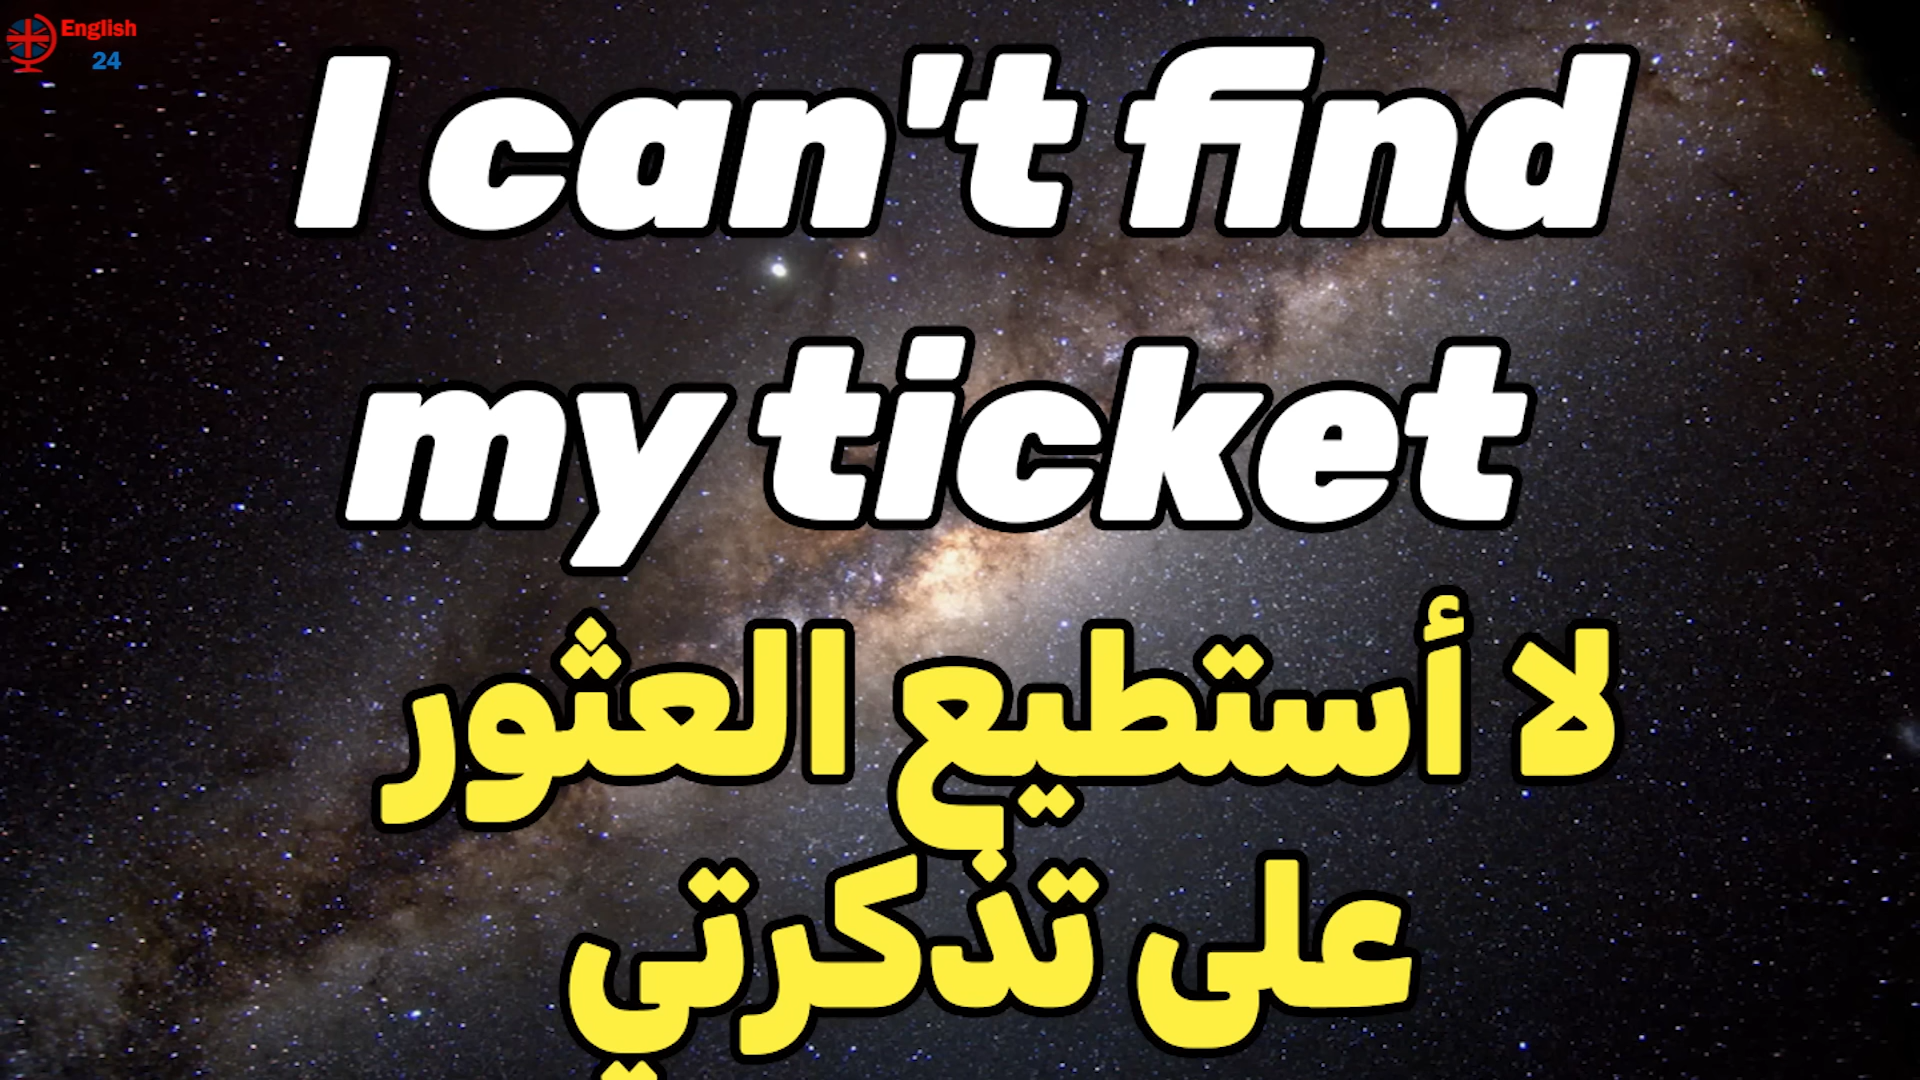 English
24
I can't find
my ticket
لا أستطيع العثور
على تذكرتي